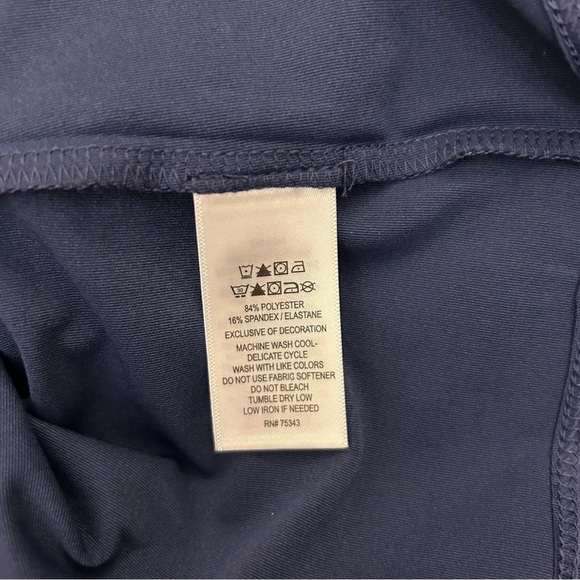 84% POLYESTER
16% SPANDEX / ELASTANE
EXCLUSIVE OF DECORATION
MACHINE WASH COOL-
DELICATE CYCLE
WASH WITH LIKE COLORS
DO NOT USE FABRIC SOFTENER
DO NOT BLEACH
TUMBLE DRY LOW
LOW IRON IF NEEDED
RN# 75343